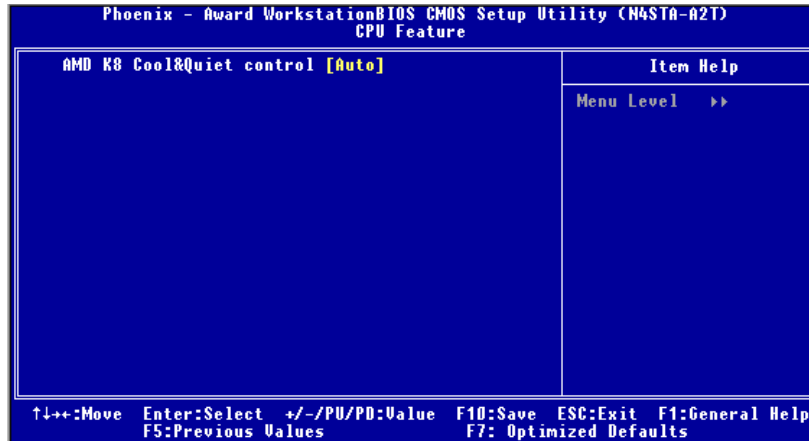 Phoenix - Award WorkstationBIOS CMOS Setup Utility (N4STA-A2T)
CPU Feature
AMD K8 Cool&Quiet control [Auto]
Item Help
Menu Level ▸▸
↑↓→←:Move Enter:Select +/-/PU/PD:Value F10:Save ESC:Exit F1:General Help
F5:Previous Values F7: Optimized Defaults